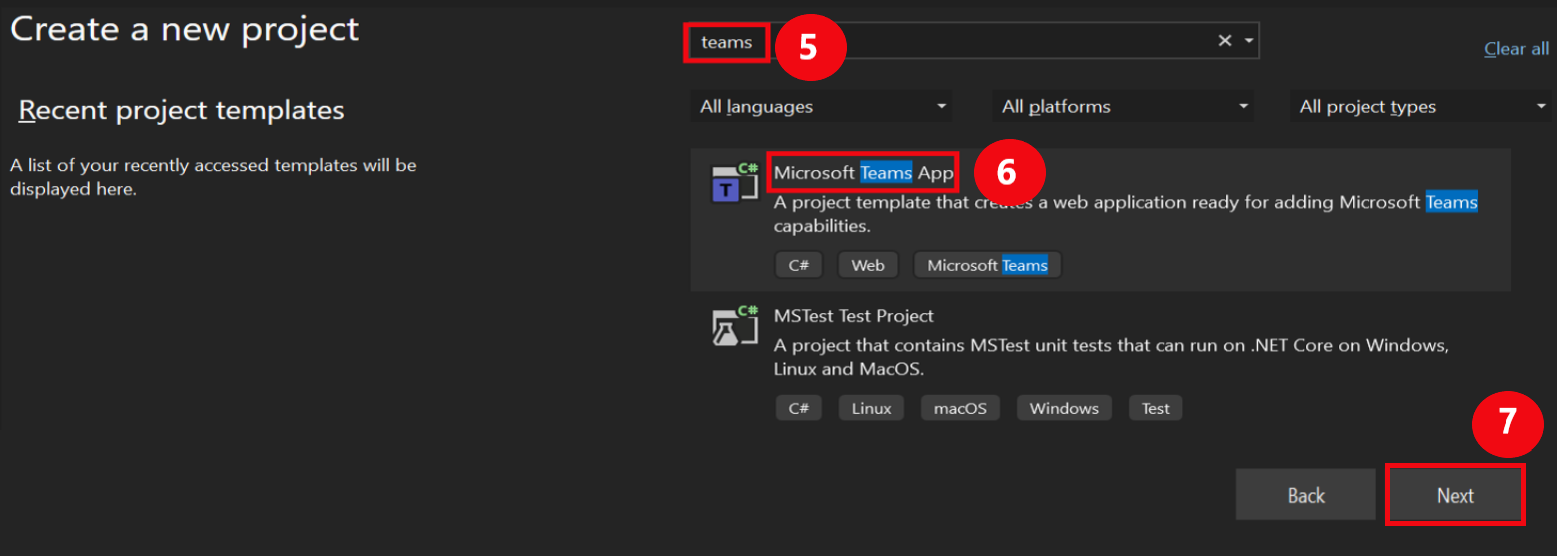 Create a new project
teams
5
Clear all
Recent project templates
All languages
All platforms
All project types
A list of your recently accessed templates will be
displayed here.
C#
T
Microsoft Teams App
6
A project template that creates a web application ready for adding Microsoft Teams
capabilities.
C#
Web
Microsoft Teams
C#
MSTest Test Project
A project that contains MSTest unit tests that can run on .NET Core on Windows,
Linux and MacOS.
C#
Linux
macOS
Windows
Test
7
Back
Next